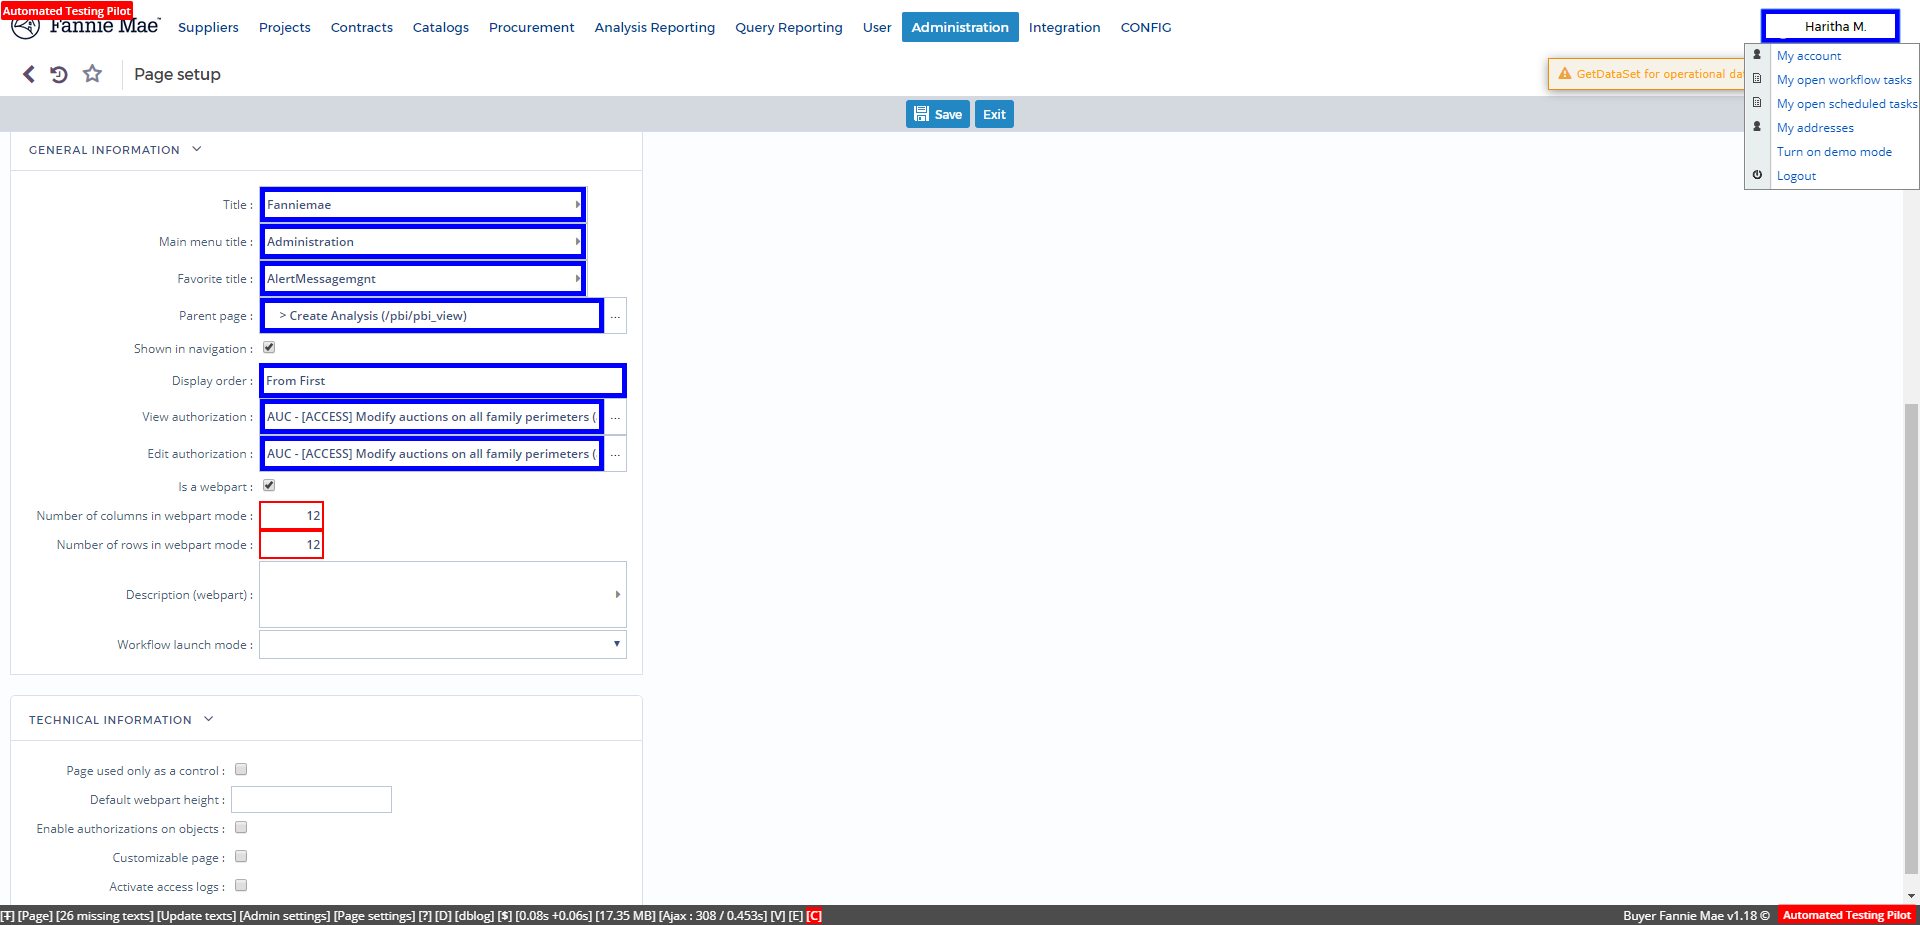 Automated Testing Pilot
Fannie Mae
Suppliers Projects Contracts Catalogs Procurement Analysis Reporting Query Reporting User Administration Integration CONFIG
Haritha M.
My account
My open workflow tasks
My open scheduled tasks
My addresses
Turn on demo mode
Logout
Page setup
GetDataSet for operational
Save Exit
GENERAL INFORMATION
Title : Fanniemae
Main menu title : Administration
Favorite title : AlertMessagemgnt
Parent page : > Create Analysis (/pbi/pbi_view) ...
Shown in navigation :
Display order : From First
View authorization : AUC - [ACCESS] Modify auctions on all family perimeters ( ...
Edit authorization : AUC - [ACCESS] Modify auctions on all family perimeters ( ...
Is a webpart :
Number of columns in webpart mode : 12
Number of rows in webpart mode : 12
Description (webpart) :
Workflow launch mode :
TECHNICAL INFORMATION
Page used only as a control :
Default webpart height :
Enable authorizations on objects :
Customizable page :
Activate access logs :
[T] [Page] [26 missing texts] [Update texts] [Admin settings] [Page settings] [?] [D] [dblog] [$] [0.08s +0.06s] [17.35 MB] [Ajax : 308 / 0.453s] [V] [E] [C]
Buyer Fannie Mae v1.18 © Automated Testing Pilot